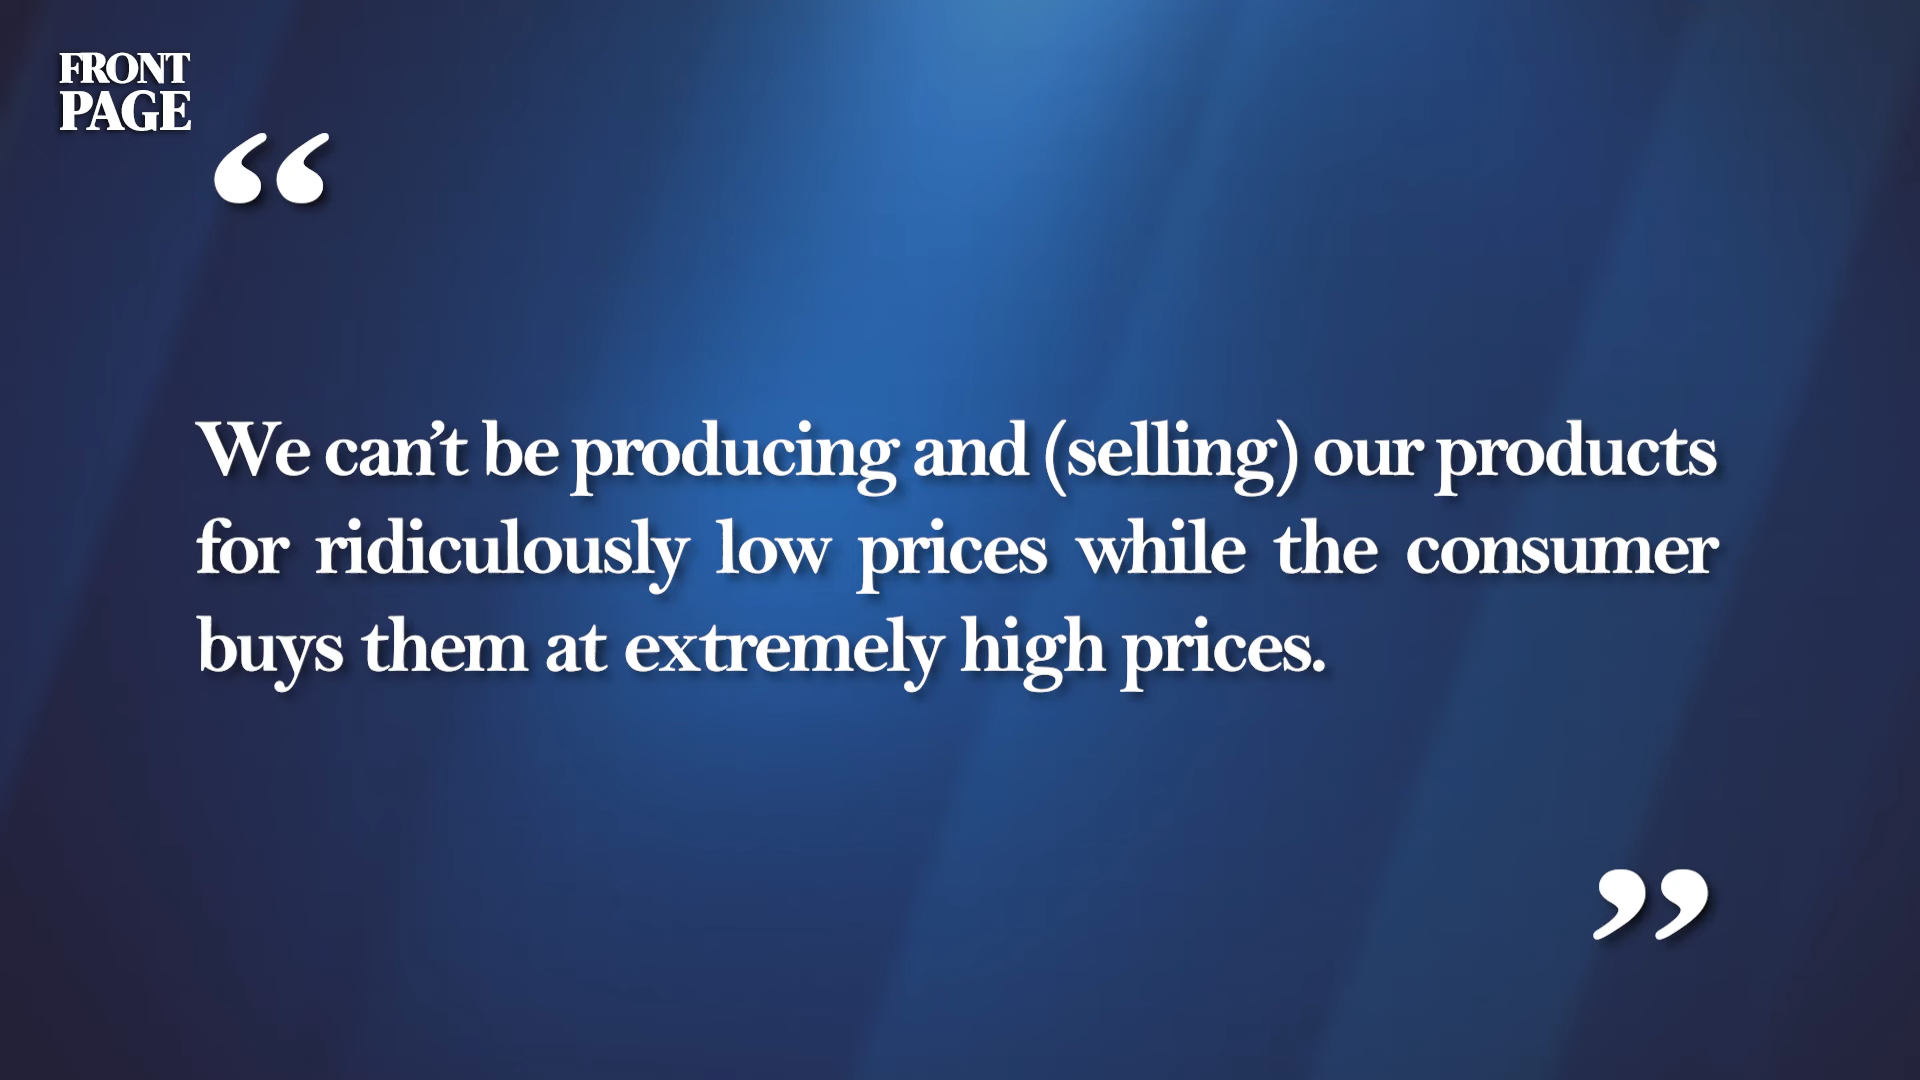 FRONT
PAGE
“
We can’t be producing and (selling) our products
for ridiculously low prices while the consumer
buys them at extremely high prices.
”